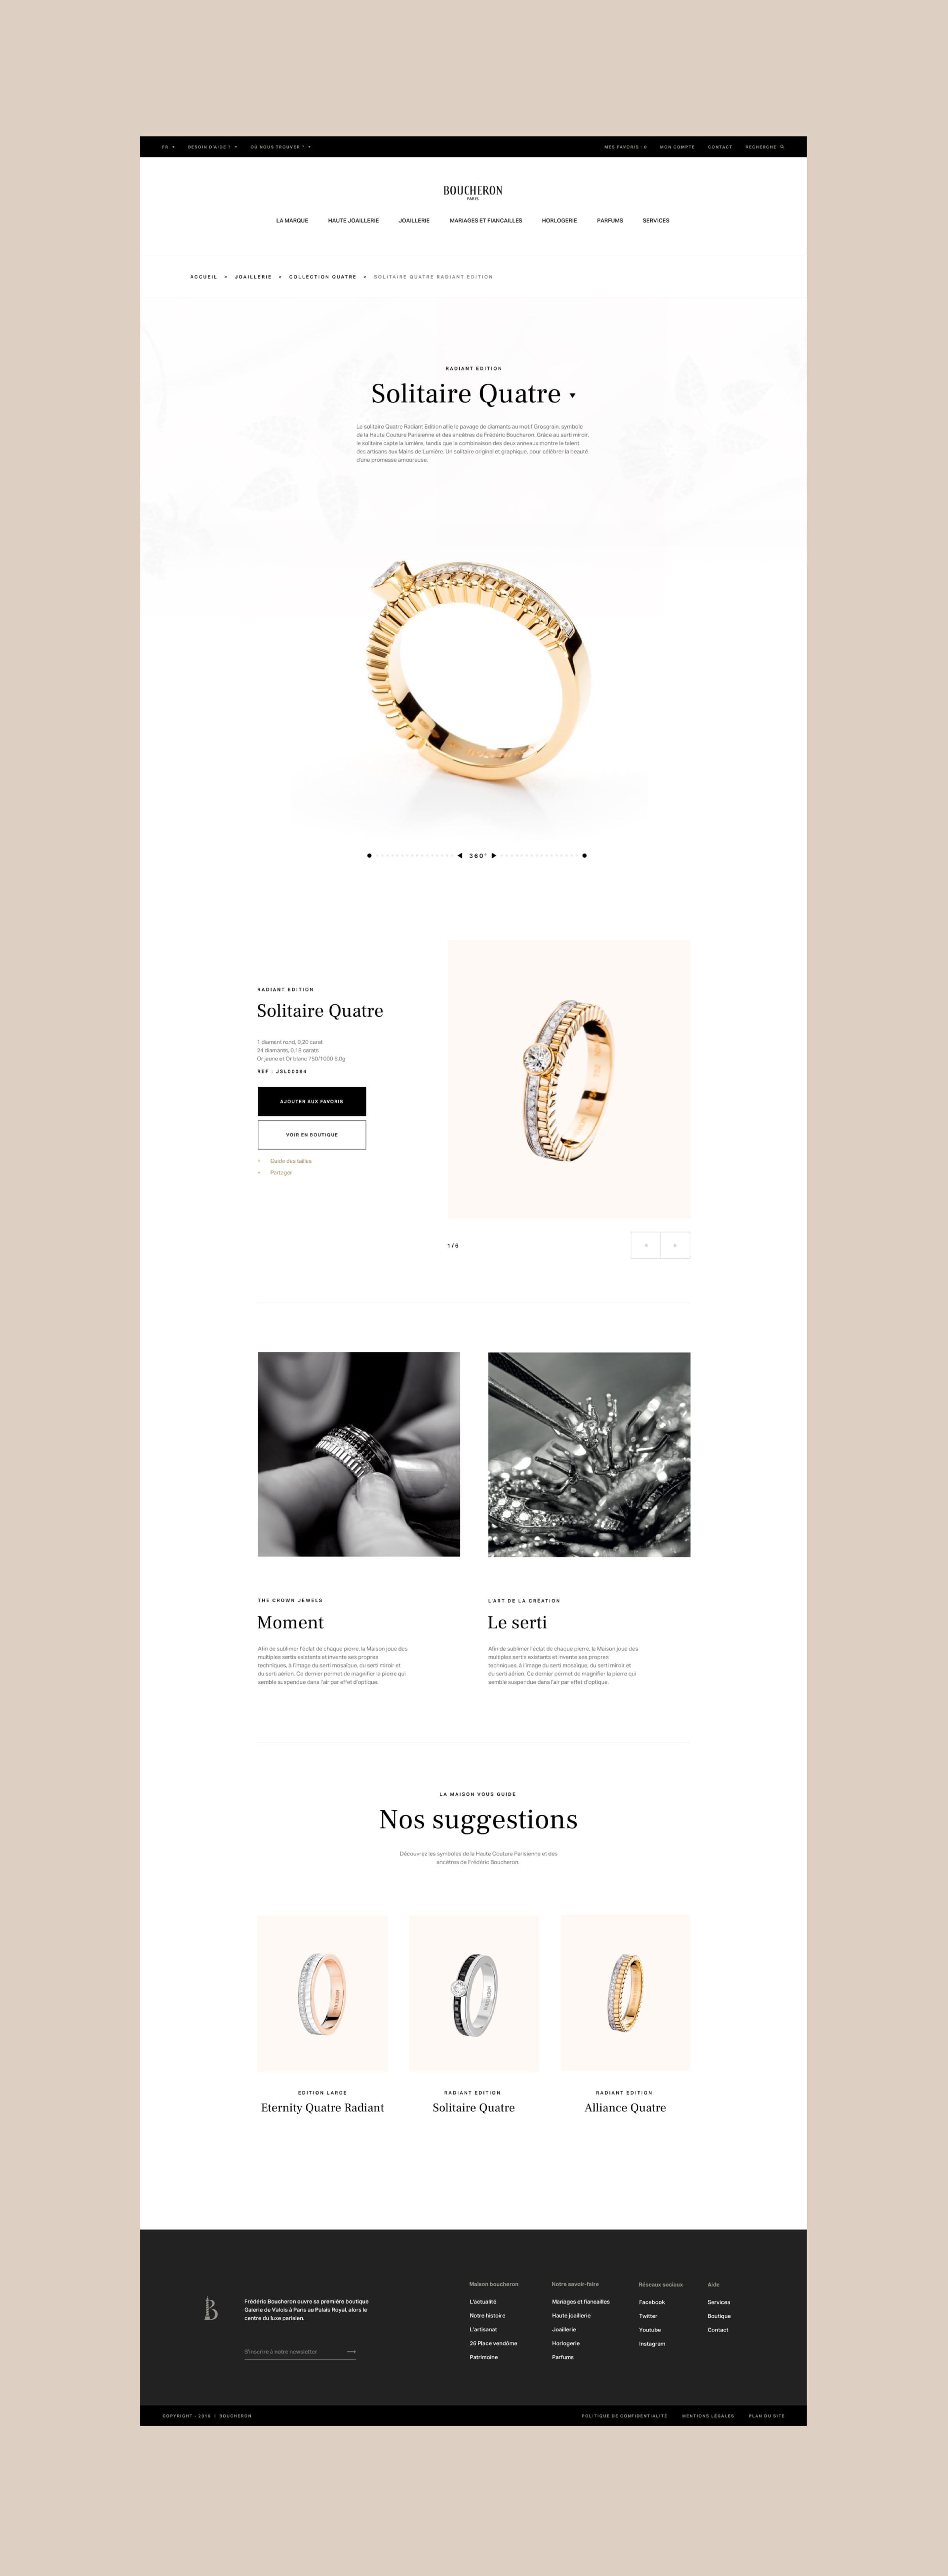 FR
BESOIN D'AIDE ?
OÙ NOUS TROUVER ?
MES FAVORIS : 0
MON COMPTE
CONTACT
RECHERCHE
BOUCHERON
PARIS
LA MARQUE
HAUTE JOAILLERIE
JOAILLERIE
MARIAGES ET FIANCAILLES
HORLOGERIE
PARFUMS
SERVICES
ACCUEIL
JOAILLERIE
COLLECTION QUATRE
SOLITAIRE QUATRE RADIANT EDITION
RADIANT EDITION
Solitaire Quatre
Le solitaire Quatre Radiant Edition allie le pavage de diamants au motif Grosgrain, symbole
de la Haute Couture Parisienne et des ancêtres de Frédéric Boucheron. Grâce au serti miroir,
le solitaire capte la lumière, tandis que la combinaison des deux anneaux montre le talent
des artisans aux Mains de Lumière. Un solitaire original et graphique, pour célébrer la beauté
d'une promesse amoureuse.
360°
RADIANT EDITION
Solitaire Quatre
1 diamant rond, 0,20 carat
24 diamants, 0,18 carats
Or jaune et Or blanc 750/1000 6,0g
REF : JSL00084
AJOUTER AUX FAVORIS
VOIR EN BOUTIQUE
+ Guide des tailles
+ Partager
1 / 6
THE CROWN JEWELS
Moment
Afin de sublimer l'éclat de chaque pierre, la Maison joue des
multiples sertis existants et invente ses propres
techniques, à l'image du serti mosaïque, du serti miroir et
du serti aérien. Ce dernier permet de magnifier la pierre qui
semble suspendue dans l'air par effet d'optique.
L'ART DE LA CRÉATION
Le serti
Afin de sublimer l'éclat de chaque pierre, la Maison joue des
multiples sertis existants et invente ses propres
techniques, à l'image du serti mosaïque, du serti miroir et
du serti aérien. Ce dernier permet de magnifier la pierre qui
semble suspendue dans l'air par effet d'optique.
LA MAISON VOUS GUIDE
Nos suggestions
Découvrez les symboles de la Haute Couture Parisienne et des
ancêtres de Frédéric Boucheron.
EDITION LARGE
Eternity Quatre Radiant
RADIANT EDITION
Solitaire Quatre
RADIANT EDITION
Alliance Quatre
B
Frédéric Boucheron ouvre sa première boutique
Galerie de Valois à Paris au Palais Royal, alors le
centre du luxe parisien.
S'inscrire à notre newsletter
Maison boucheron
L'actualité
Notre histoire
L'artisanat
26 Place vendôme
Patrimoine
Notre savoir-faire
Mariages et fiancailles
Haute joaillerie
Joaillerie
Horlogerie
Parfums
Réseaux sociaux
Facebook
Twitter
Youtube
Instagram
Aide
Services
Boutique
Contact
COPYRIGHT - 2016 | BOUCHERON
POLITIQUE DE CONFIDENTIALITÉ
MENTIONS LÉGALES
PLAN DU SITE